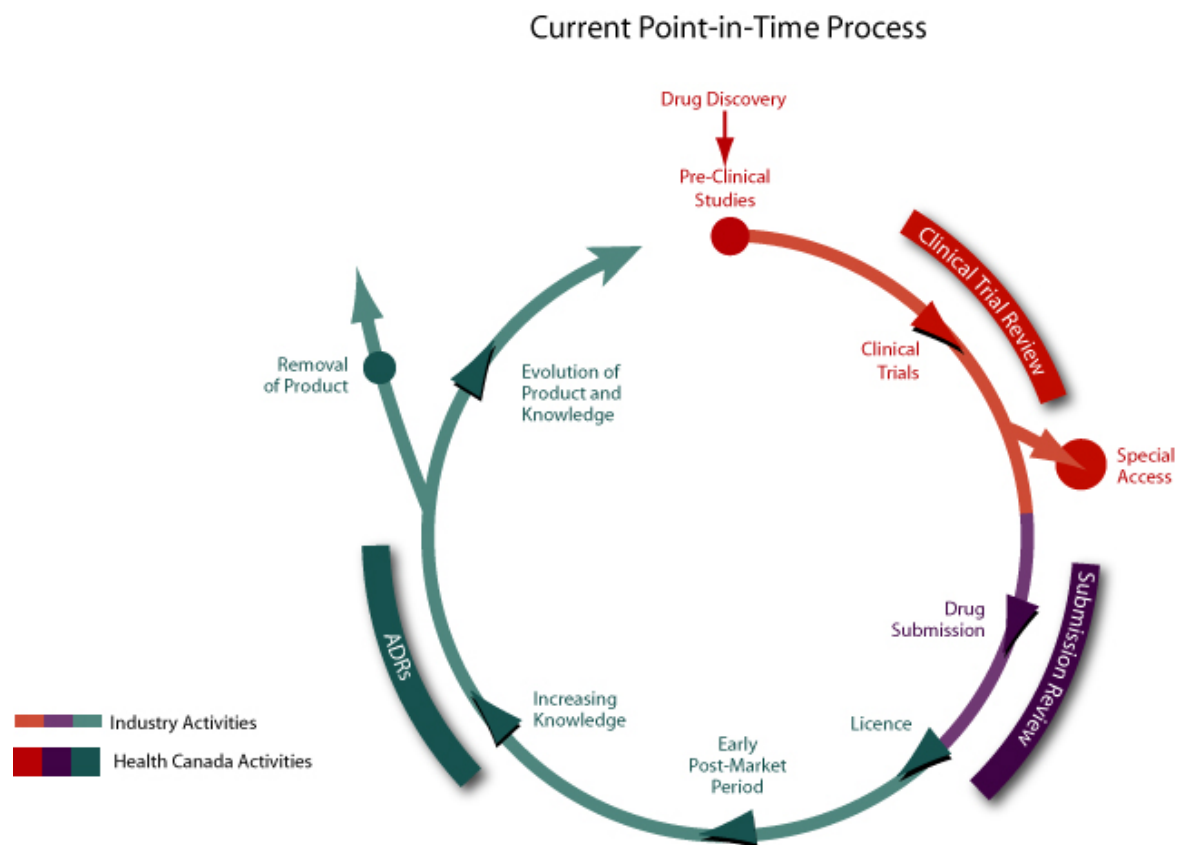 Current Point-in-Time Process
Drug Discovery
Pre-Clinical
Studies
Clinical Trial Review
Clinical
Trials
Special
Access
Drug
Submission
Submission Review
Licence
Early
Post-Market
Period
Increasing
Knowledge
ADRs
Evolution of
Product and
Knowledge
Removal
of Product
Industry Activities
Health Canada Activities